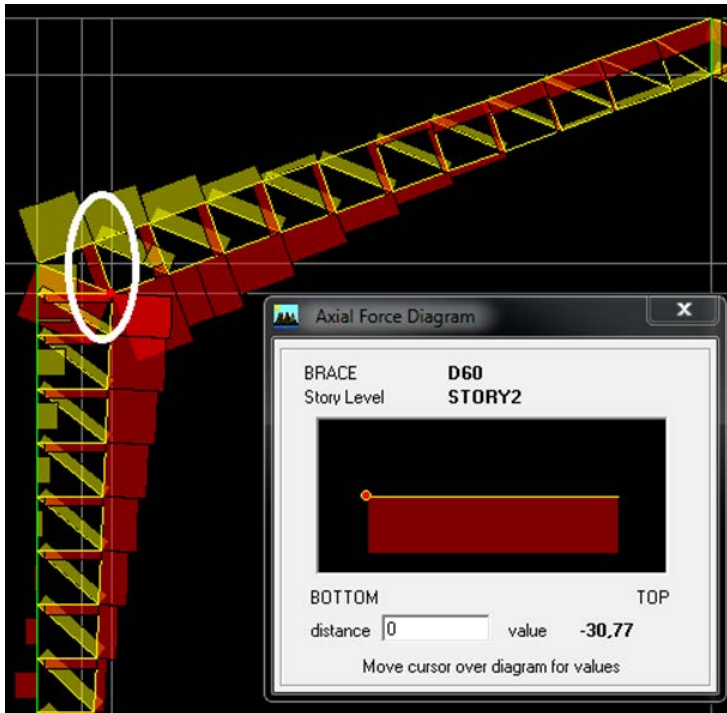 Axial Force Diagram
x
BRACE D60
Story Level STORY2
BOTTOM TOP
distance 0 value -30,77
Move cursor over diagram for values